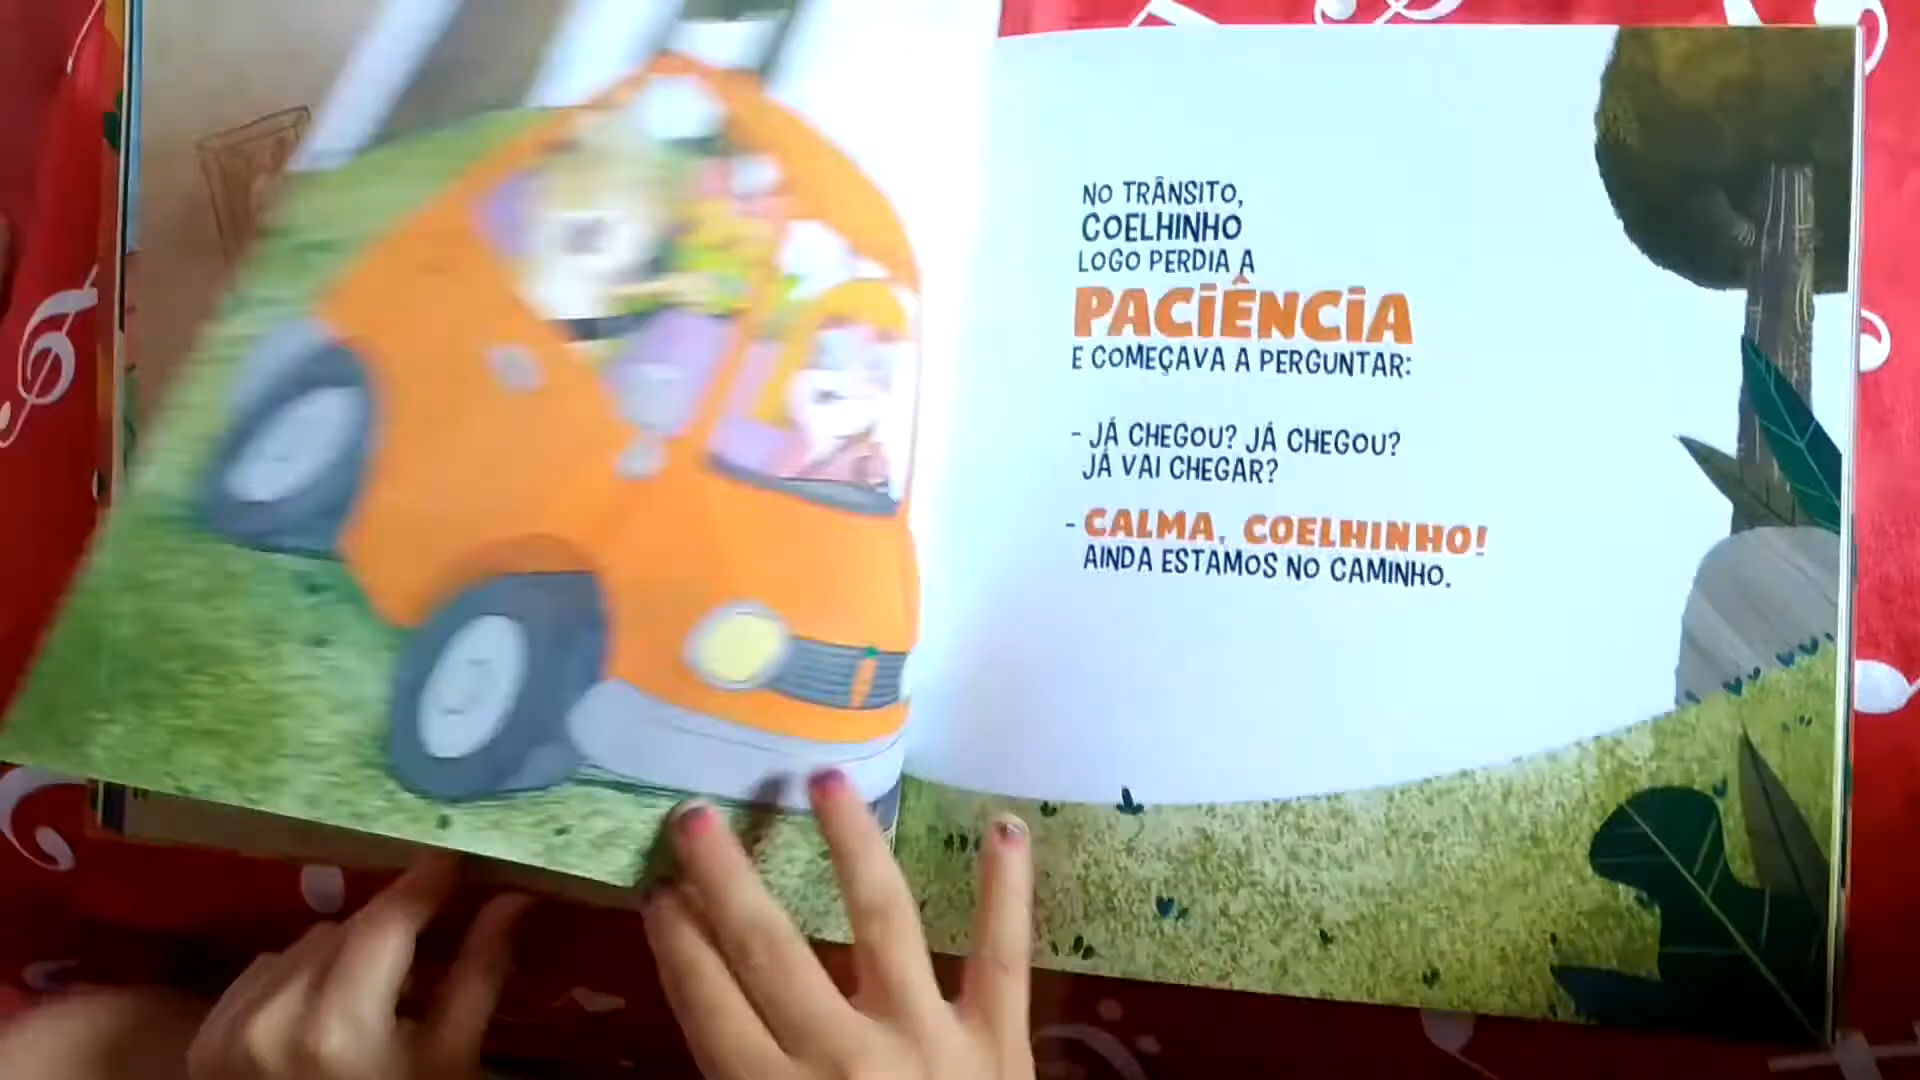 NO TRÂNSITO,
COELHINHO
LOGO PERDIA A
PACIÊNCIA
E COMEÇAVA A PERGUNTAR:
- JÁ CHEGOU? JÁ CHEGOU?
JÁ VAI CHEGAR?
- CALMA, COELHINHO!
AINDA ESTAMOS NO CAMINHO.